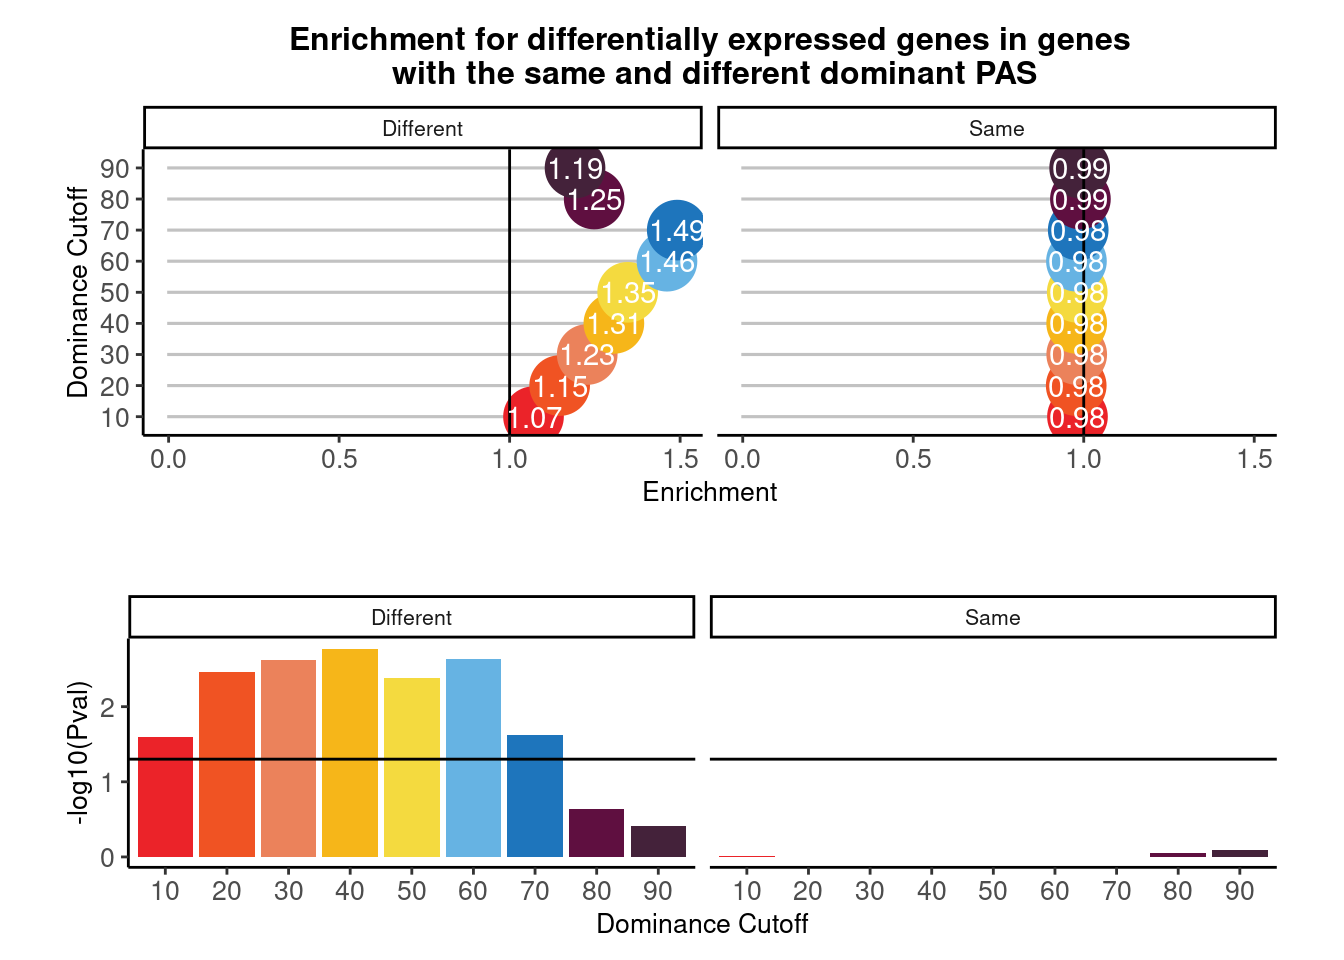 Enrichment for differentially expressed genes in genes
with the same and different dominant PAS
Different
Same
Dominance Cutoff
90
80
70
60
50
40
30
20
10
1.19
1.25
1.49
1.46
1.35
1.31
1.23
1.15
1.07
0.99
0.99
0.98
0.98
0.98
0.98
0.98
0.98
0.98
0.0 0.5 1.0 1.5
0.0 0.5 1.0 1.5
Enrichment
Different
Same
-log10(Pval)
2
1
0
10 20 30 40 50 60 70 80 90
10 20 30 40 50 60 70 80 90
Dominance Cutoff